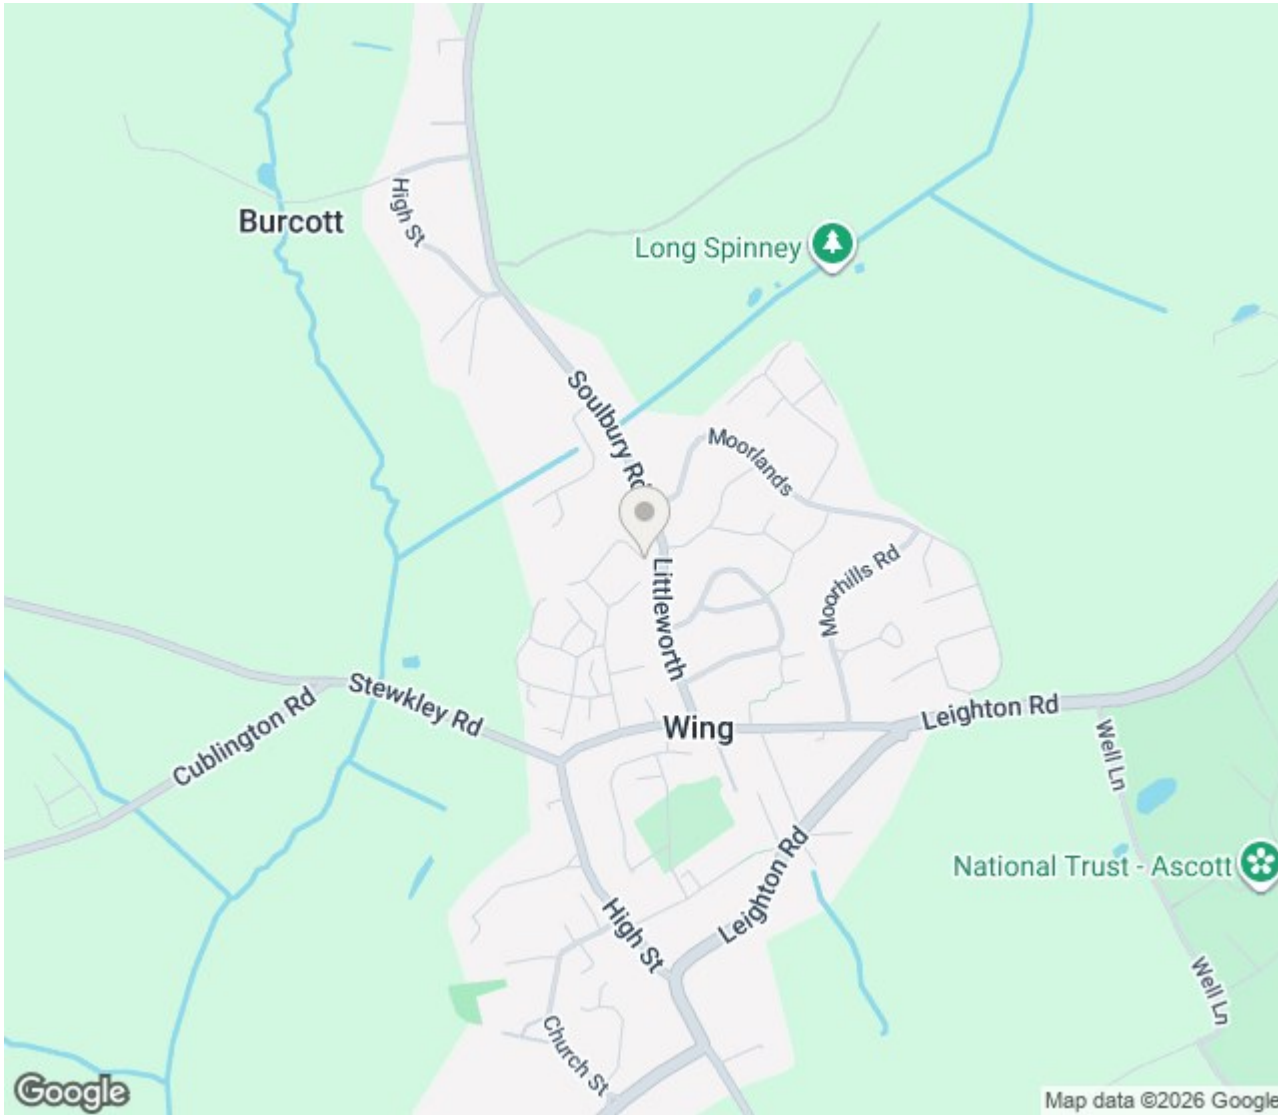 High St
Burcott
Long Spinney
Soulbury Rd
Moorlands
Littleworth
Moorhills Rd
Stewkley Rd
Cublington Rd
Wing
Leighton Rd
Well Ln
National Trust - Ascott
Leighton Rd
High St
Well Ln
Church St
Google
Map data ©2026 Google